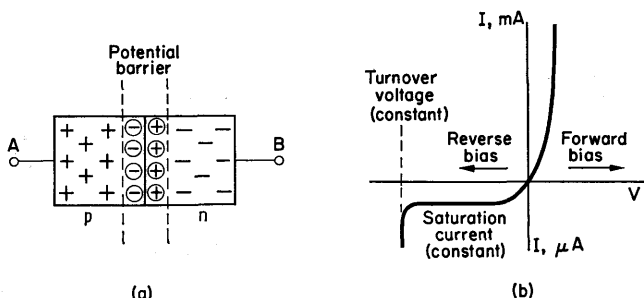 Potential
barrier
A
B
p
n
(a)
I, mA
Turnover
voltage
(constant)
Reverse
bias
Forward
bias
V
Saturation
current
(constant)
I, μA
(b)